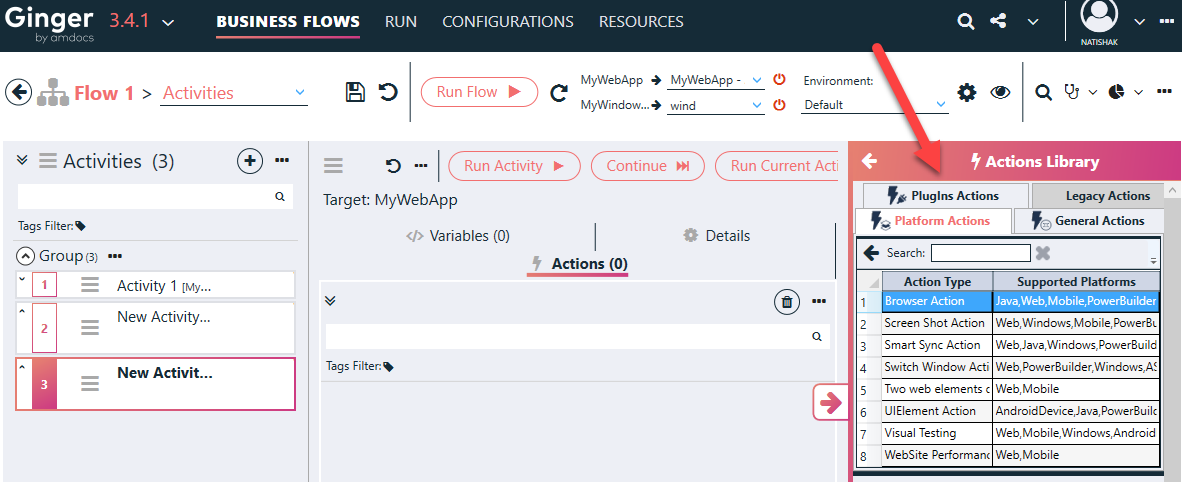 Ginger 3.4.1 BUSINESS FLOWS RUN CONFIGURATIONS RESOURCES
by amdocs
NATISHAK
Flow 1 > Activities
Run Flow
MyWebApp MyWebApp -
MyWindow... wind
Environment:
Default
Activities (3)
Tags Filter:
Group (3)
1 Activity 1 [My...
2 New Activity...
3 New Activit...
Run Activity Continue Run Current Acti
Target: MyWebApp
Variables (0) Details
Actions (0)
Tags Filter:
Actions Library
PlugIns Actions Legacy Actions
Platform Actions General Actions
Search:
Action Type Supported Platforms
1 Browser Action Java,Web,Mobile,PowerBuilder
2 Screen Shot Action Web,Windows,Mobile,PowerBu
3 Smart Sync Action Web,Java,Windows,PowerBuild
4 Switch Window Acti Web,PowerBuilder,Windows,AS
5 Two web elements Web,Mobile
6 UIElement Action AndroidDevice,Java,PowerBuild
7 Visual Testing Web,Mobile,Windows,Android
8 WebSite Performanc Web,Mobile